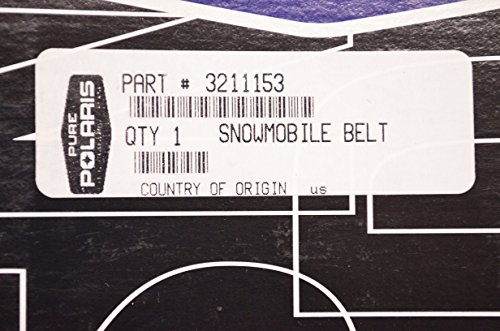 PURE
POLARIS
PART # 3211153
QTY 1 SNOWMOBILE BELT
COUNTRY OF ORIGIN us